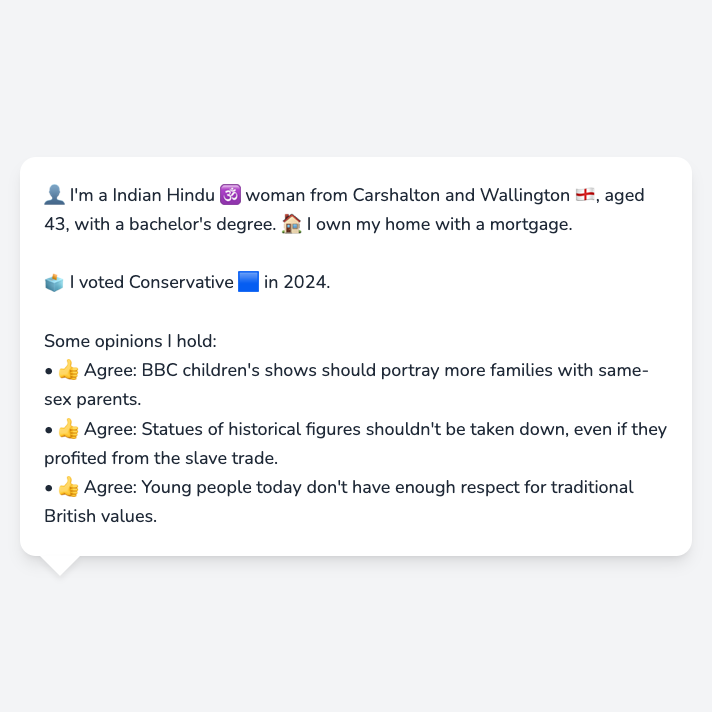 👤 I'm a Indian Hindu 🕉️ woman from Carshalton and Wallington 🏴󠁧󠁢󠁥󠁮󠁧󠁿, aged
43, with a bachelor's degree. 🏠 I own my home with a mortgage.
🗳️ I voted Conservative 🟦 in 2024.
Some opinions I hold:
• 👍 Agree: BBC children's shows should portray more families with same-
sex parents.
• 👍 Agree: Statues of historical figures shouldn't be taken down, even if they
profited from the slave trade.
• 👍 Agree: Young people today don't have enough respect for traditional
British values.